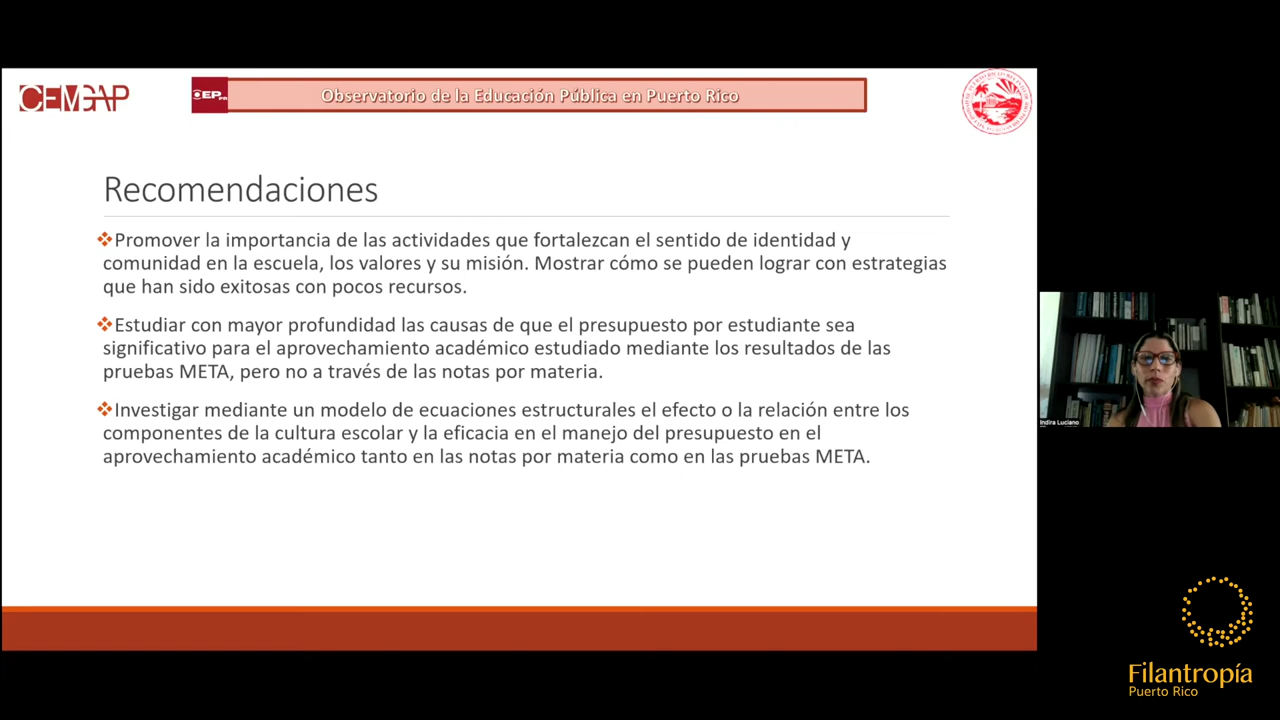 CEMGAP
OEP PR
Observatorio de la Educación Pública en Puerto Rico
Recomendaciones
❖Promover la importancia de las actividades que fortalezcan el sentido de identidad y
comunidad en la escuela, los valores y su misión. Mostrar cómo se pueden lograr con estrategias
que han sido exitosas con pocos recursos.
❖Estudiar con mayor profundidad las causas de que el presupuesto por estudiante sea
significativo para el aprovechamiento académico estudiado mediante los resultados de las
pruebas META, pero no a través de las notas por materia.
❖Investigar mediante un modelo de ecuaciones estructurales el efecto o la relación entre los
componentes de la cultura escolar y la eficacia en el manejo del presupuesto en el
aprovechamiento académico tanto en las notas por materia como en las pruebas META.
Indira Luciano
Filantropía
Puerto Rico